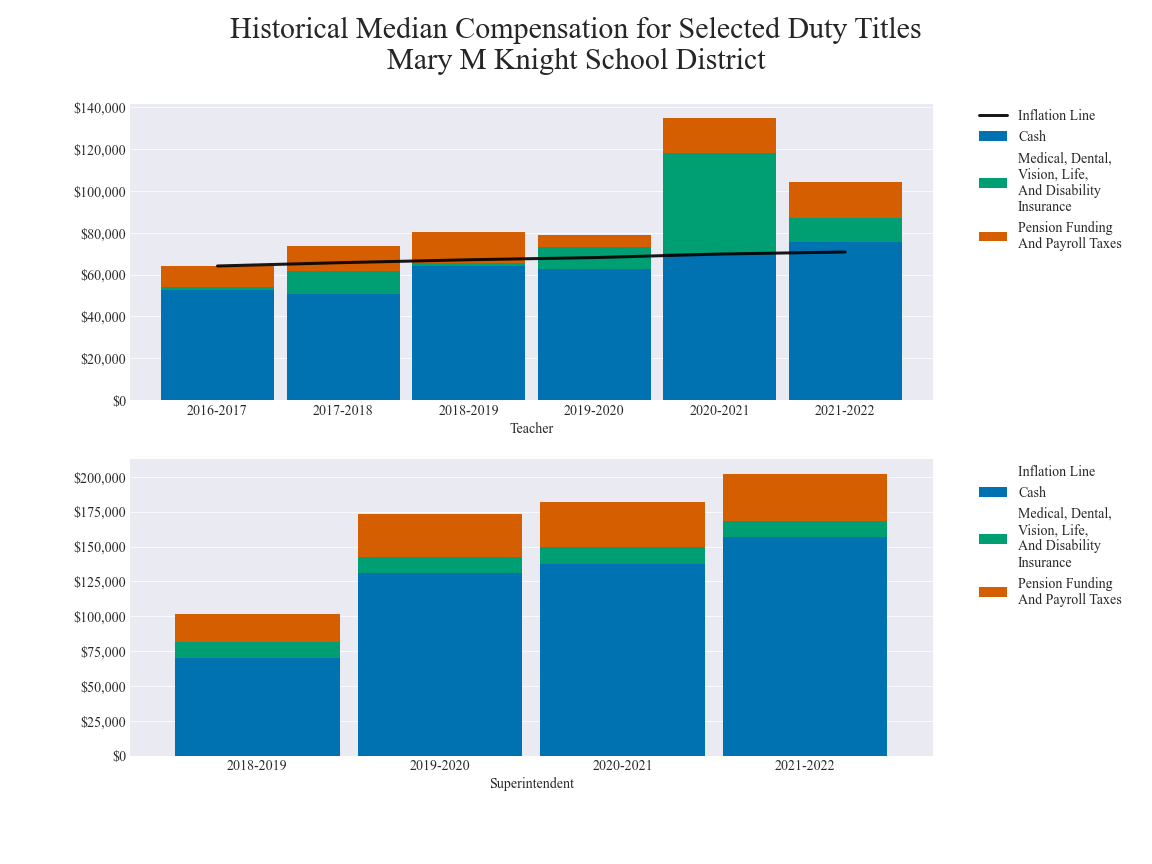 Historical Median Compensation for Selected Duty Titles
Mary M Knight School District
$140,000
$120,000
$100,000
$80,000
$60,000
$40,000
$20,000
$0
2016-2017
2017-2018
2018-2019
2019-2020
2020-2021
2021-2022
Teacher
Inflation Line
Cash
Medical, Dental,
Vision, Life,
And Disability
Insurance
Pension Funding
And Payroll Taxes
$200,000
$175,000
$150,000
$125,000
$100,000
$75,000
$50,000
$25,000
$0
2018-2019
2019-2020
2020-2021
2021-2022
Superintendent
Inflation Line
Cash
Medical, Dental,
Vision, Life,
And Disability
Insurance
Pension Funding
And Payroll Taxes